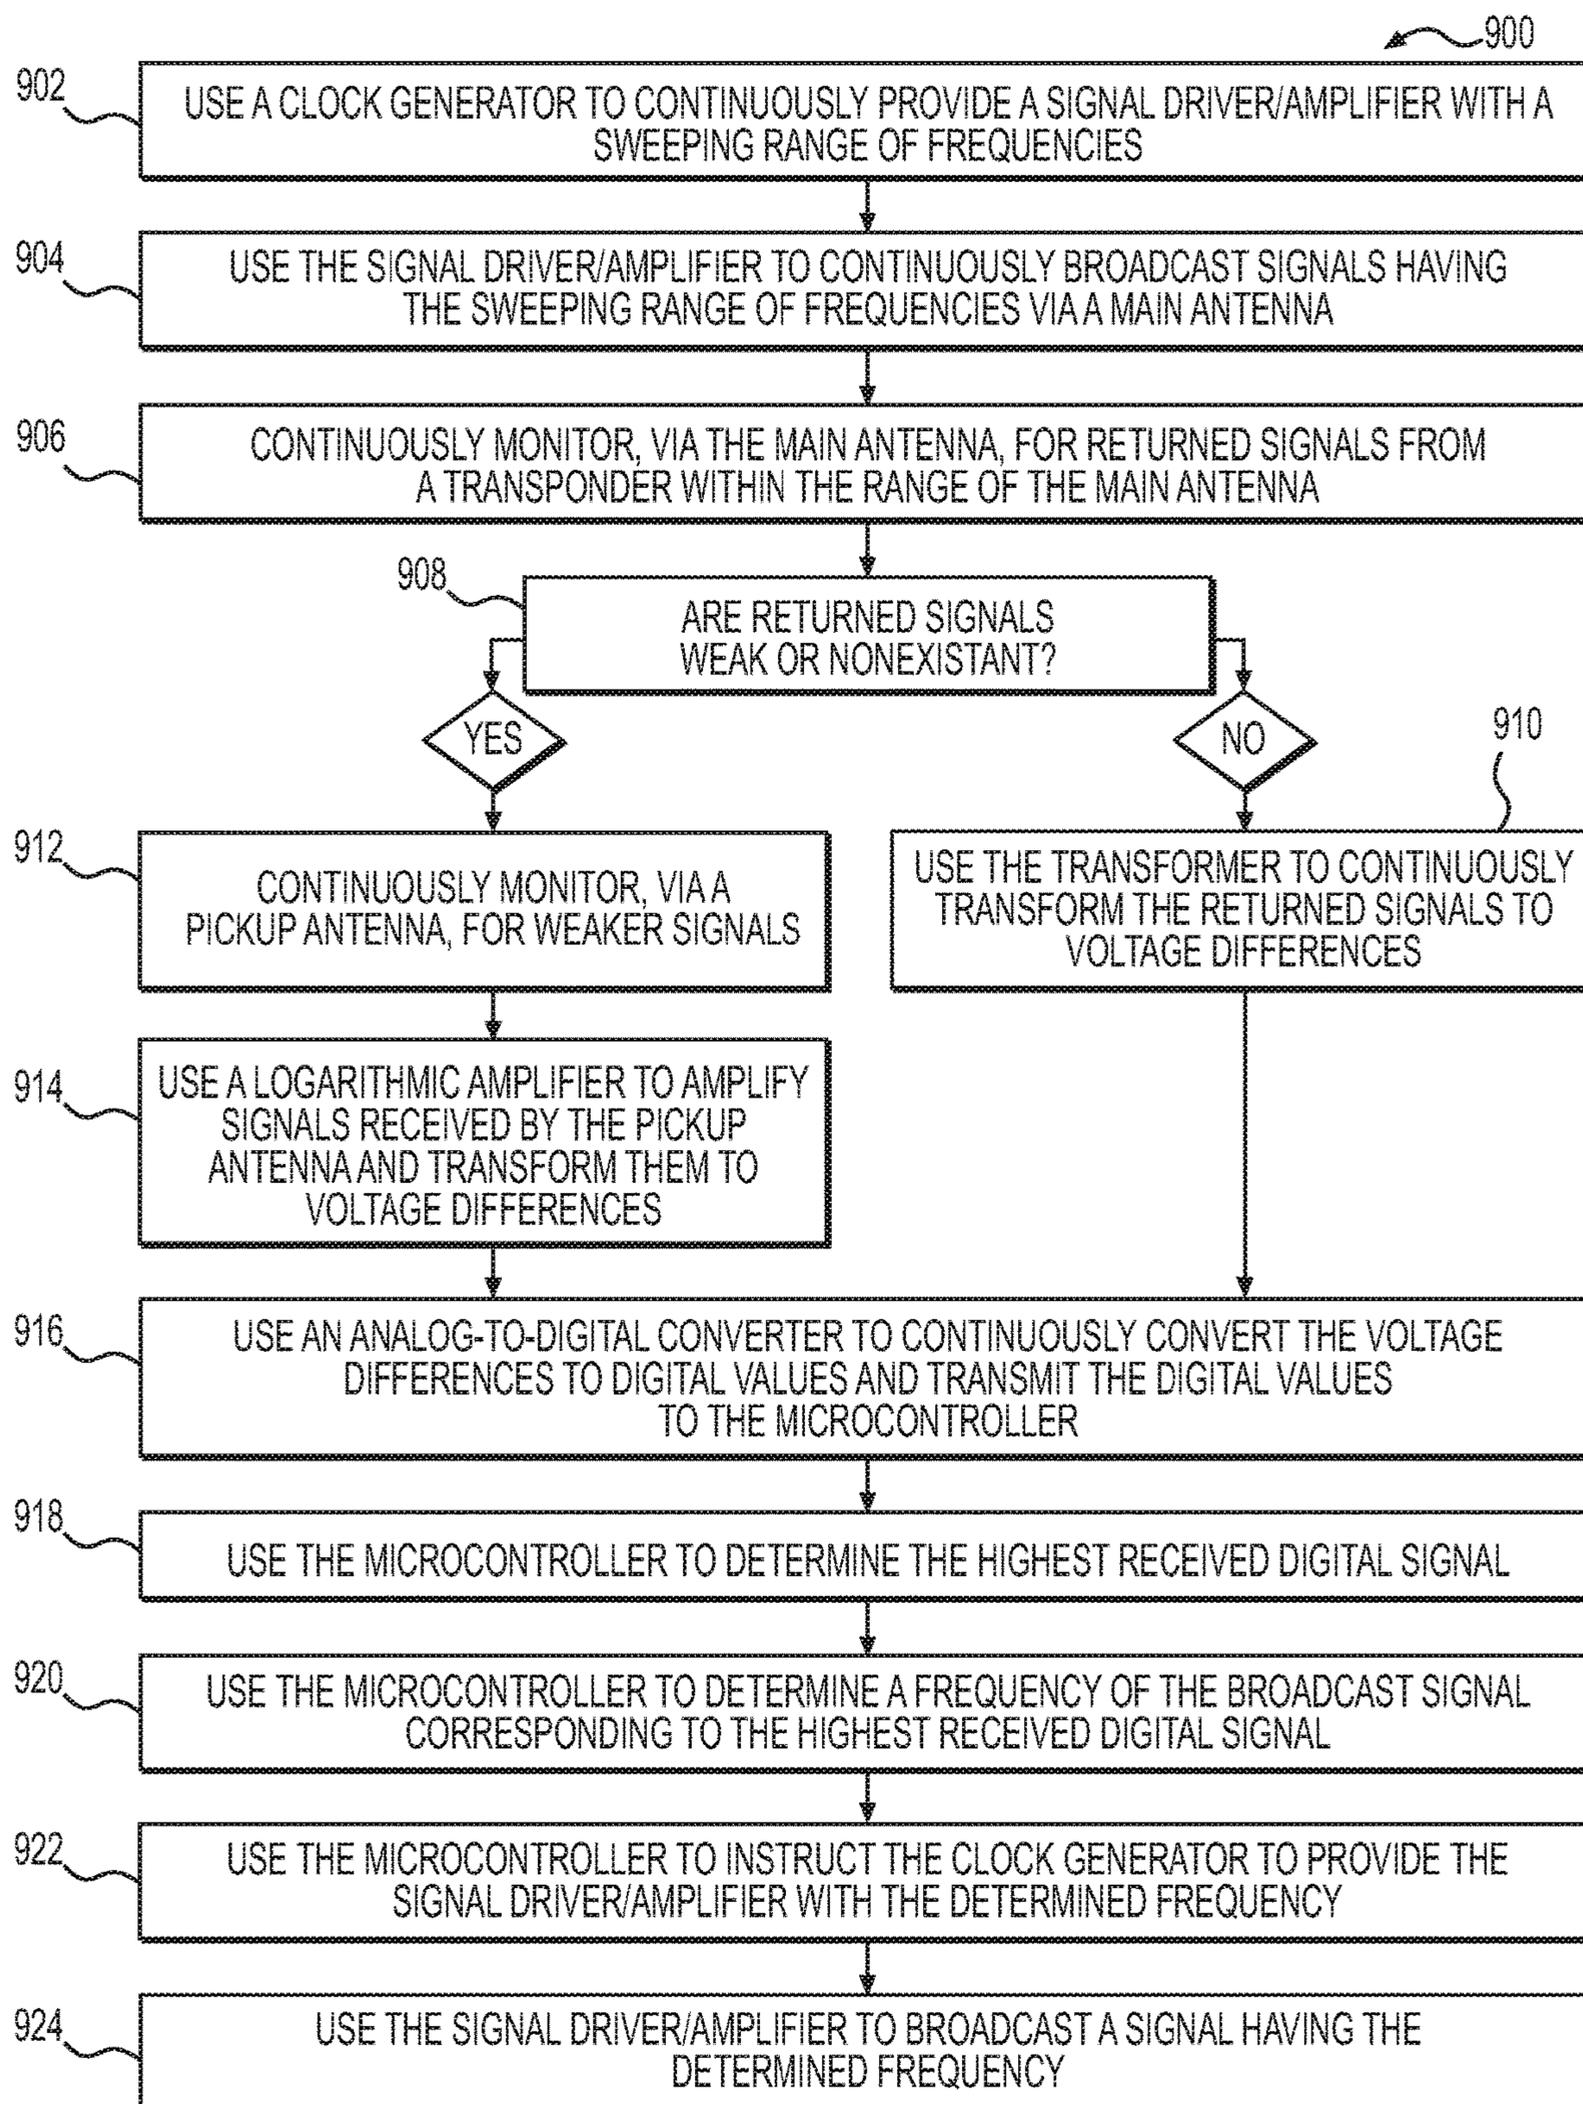 900
902
USE A CLOCK GENERATOR TO CONTINUOUSLY PROVIDE A SIGNAL DRIVER/AMPLIFIER WITH A
SWEEPING RANGE OF FREQUENCIES
904
USE THE SIGNAL DRIVER/AMPLIFIER TO CONTINUOUSLY BROADCAST SIGNALS HAVING
THE SWEEPING RANGE OF FREQUENCIES VIA A MAIN ANTENNA
906
CONTINUOUSLY MONITOR, VIA THE MAIN ANTENNA, FOR RETURNED SIGNALS FROM
A TRANSPONDER WITHIN THE RANGE OF THE MAIN ANTENNA
908
ARE RETURNED SIGNALS
WEAK OR NONEXISTANT?
YES
NO
910
912
CONTINUOUSLY MONITOR, VIA A
PICKUP ANTENNA, FOR WEAKER SIGNALS
USE THE TRANSFORMER TO CONTINUOUSLY
TRANSFORM THE RETURNED SIGNALS TO
VOLTAGE DIFFERENCES
914
USE A LOGARITHMIC AMPLIFIER TO AMPLIFY
SIGNALS RECEIVED BY THE PICKUP
ANTENNA AND TRANSFORM THEM TO
VOLTAGE DIFFERENCES
916
USE AN ANALOG-TO-DIGITAL CONVERTER TO CONTINUOUSLY CONVERT THE VOLTAGE
DIFFERENCES TO DIGITAL VALUES AND TRANSMIT THE DIGITAL VALUES
TO THE MICROCONTROLLER
918
USE THE MICROCONTROLLER TO DETERMINE THE HIGHEST RECEIVED DIGITAL SIGNAL
920
USE THE MICROCONTROLLER TO DETERMINE A FREQUENCY OF THE BROADCAST SIGNAL
CORRESPONDING TO THE HIGHEST RECEIVED DIGITAL SIGNAL
922
USE THE MICROCONTROLLER TO INSTRUCT THE CLOCK GENERATOR TO PROVIDE THE
SIGNAL DRIVER/AMPLIFIER WITH THE DETERMINED FREQUENCY
924
USE THE SIGNAL DRIVER/AMPLIFIER TO BROADCAST A SIGNAL HAVING THE
DETERMINED FREQUENCY